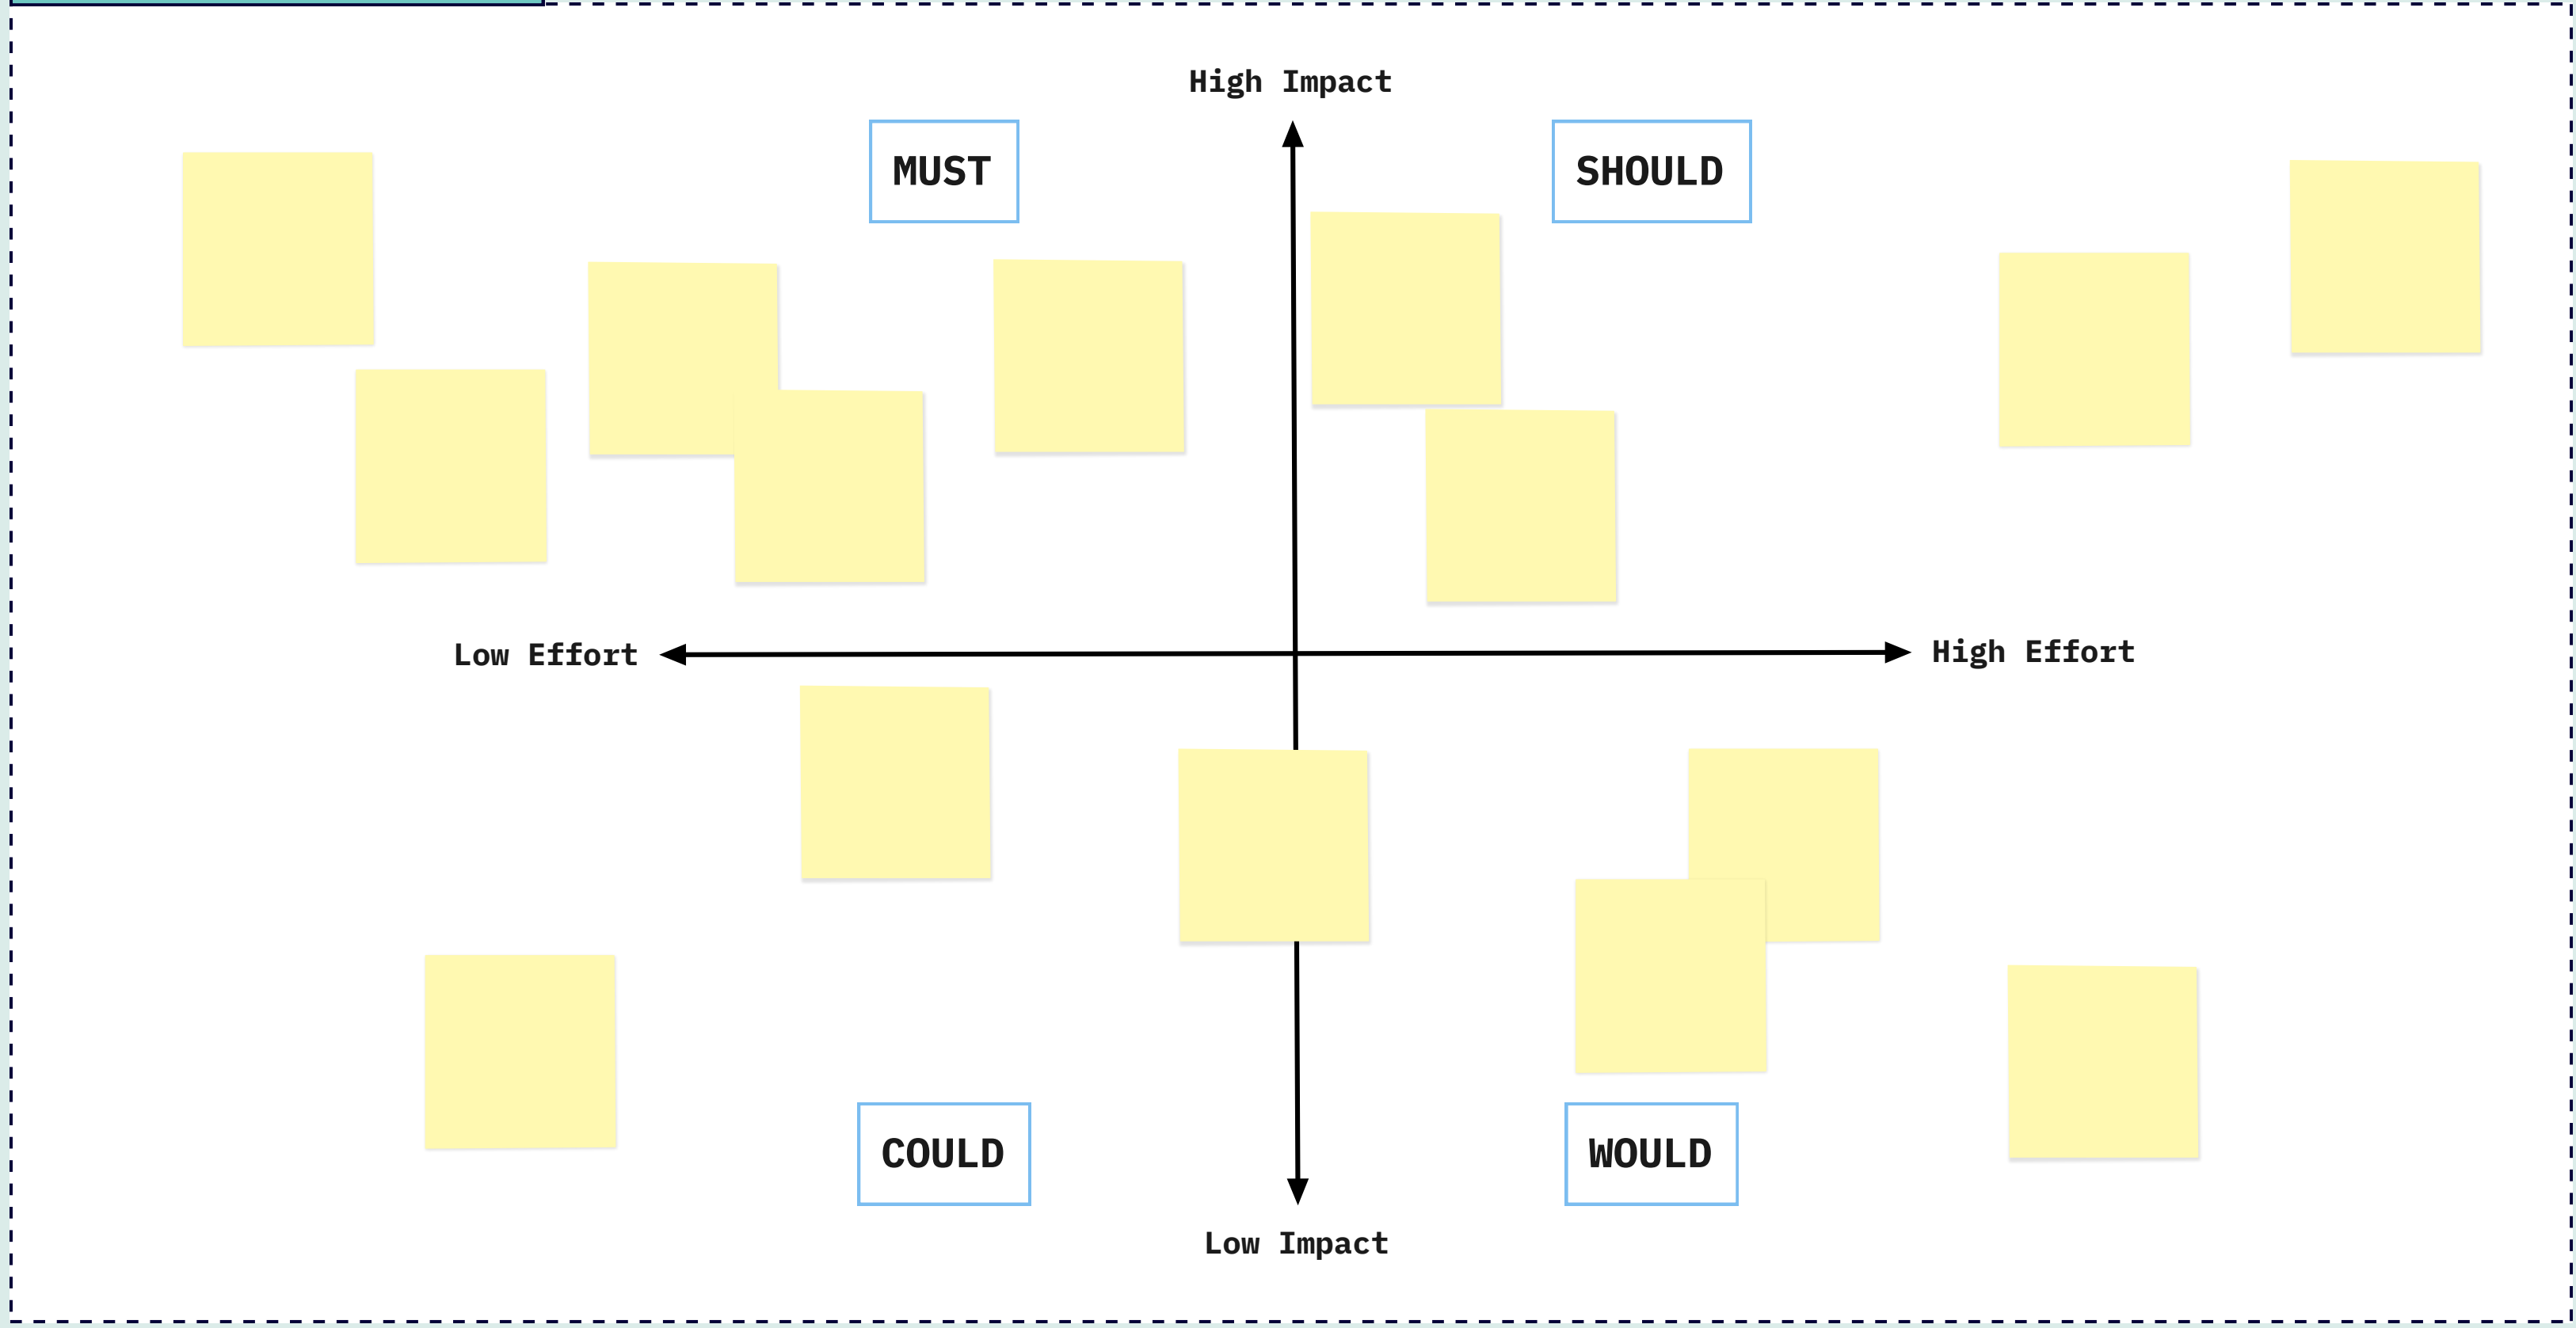 High Impact
MUST
SHOULD
Low Effort
High Effort
COULD
WOULD
Low Impact